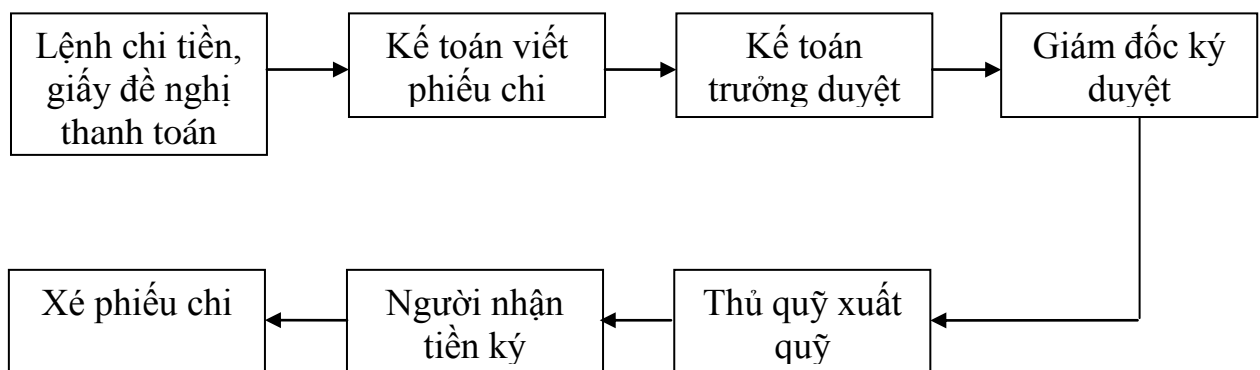 Lệnh chi tiền,
giấy đề nghị
thanh toán
Kế toán viết
phiếu chi
Kế toán
trưởng duyệt
Giám đốc ký
duyệt
Thủ quỹ xuất
quỹ
Người nhận
tiền ký
Xé phiếu chi